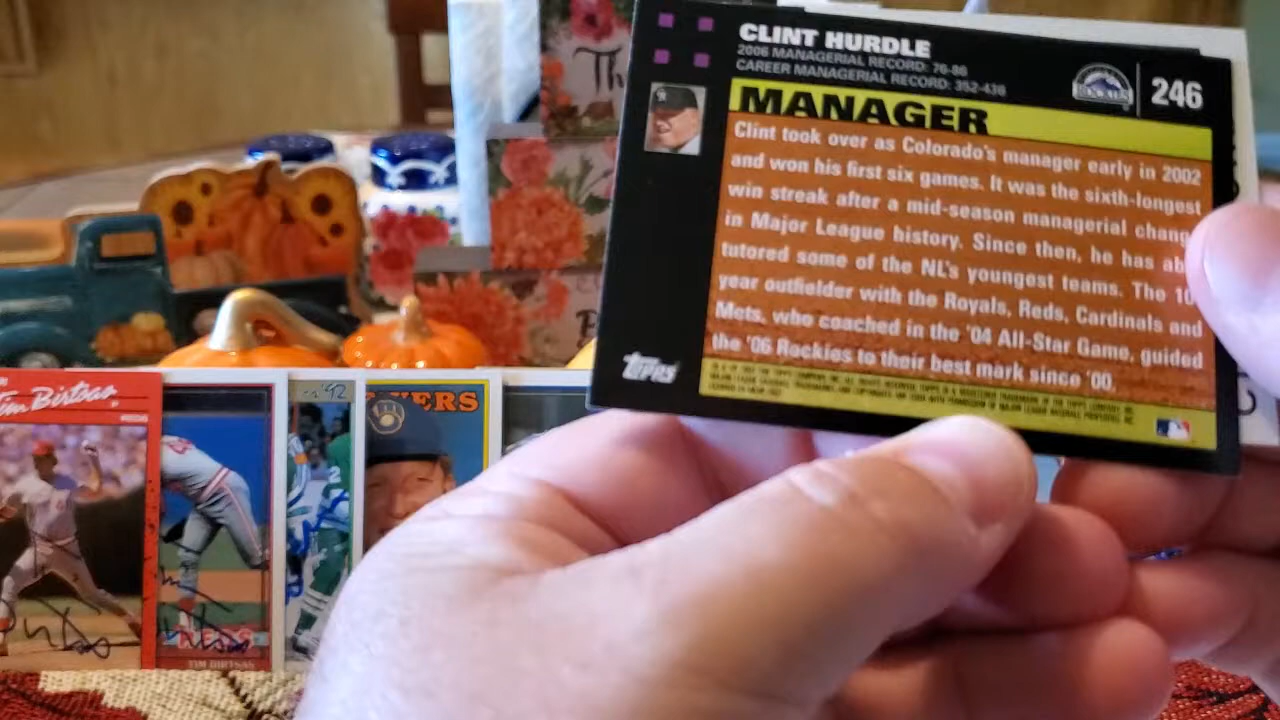 Th
CLINT HURDLE
2006 MANAGERIAL RECORD: 76-86
CAREER MANAGERIAL RECORD: 352-436
ROCKIES
246
MANAGER
Clint took over as Colorado's manager early in 2002
and won his first six games. It was the sixth-longest
win streak after a mid-season managerial chang
in Major League history. Since then, he has ab
tutored some of the NL's youngest teams. The 10
year outfielder with the Royals, Reds, Cardinals and
Mets, who coached in the '04 All-Star Game, guided
the '06 Rockies to their best mark since '00.
Topps
Tim Birtsas
'92
REDS
TIM BIRTSAS